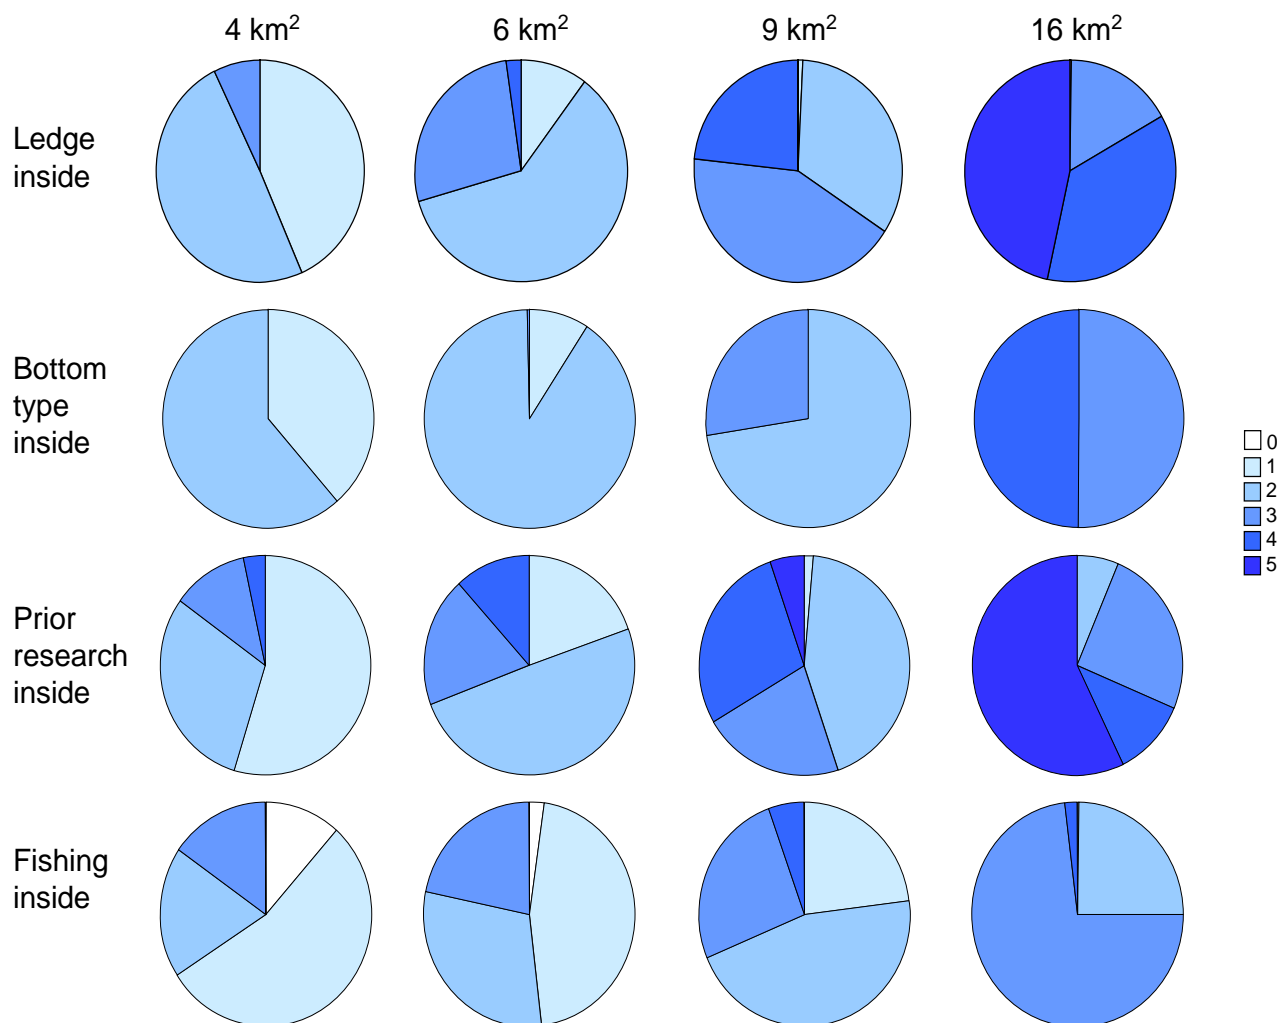 4 km²
6 km²
9 km²
16 km²
Ledge
inside
Bottom
type
inside
0
1
2
3
4
5
Prior
research
inside
Fishing
inside